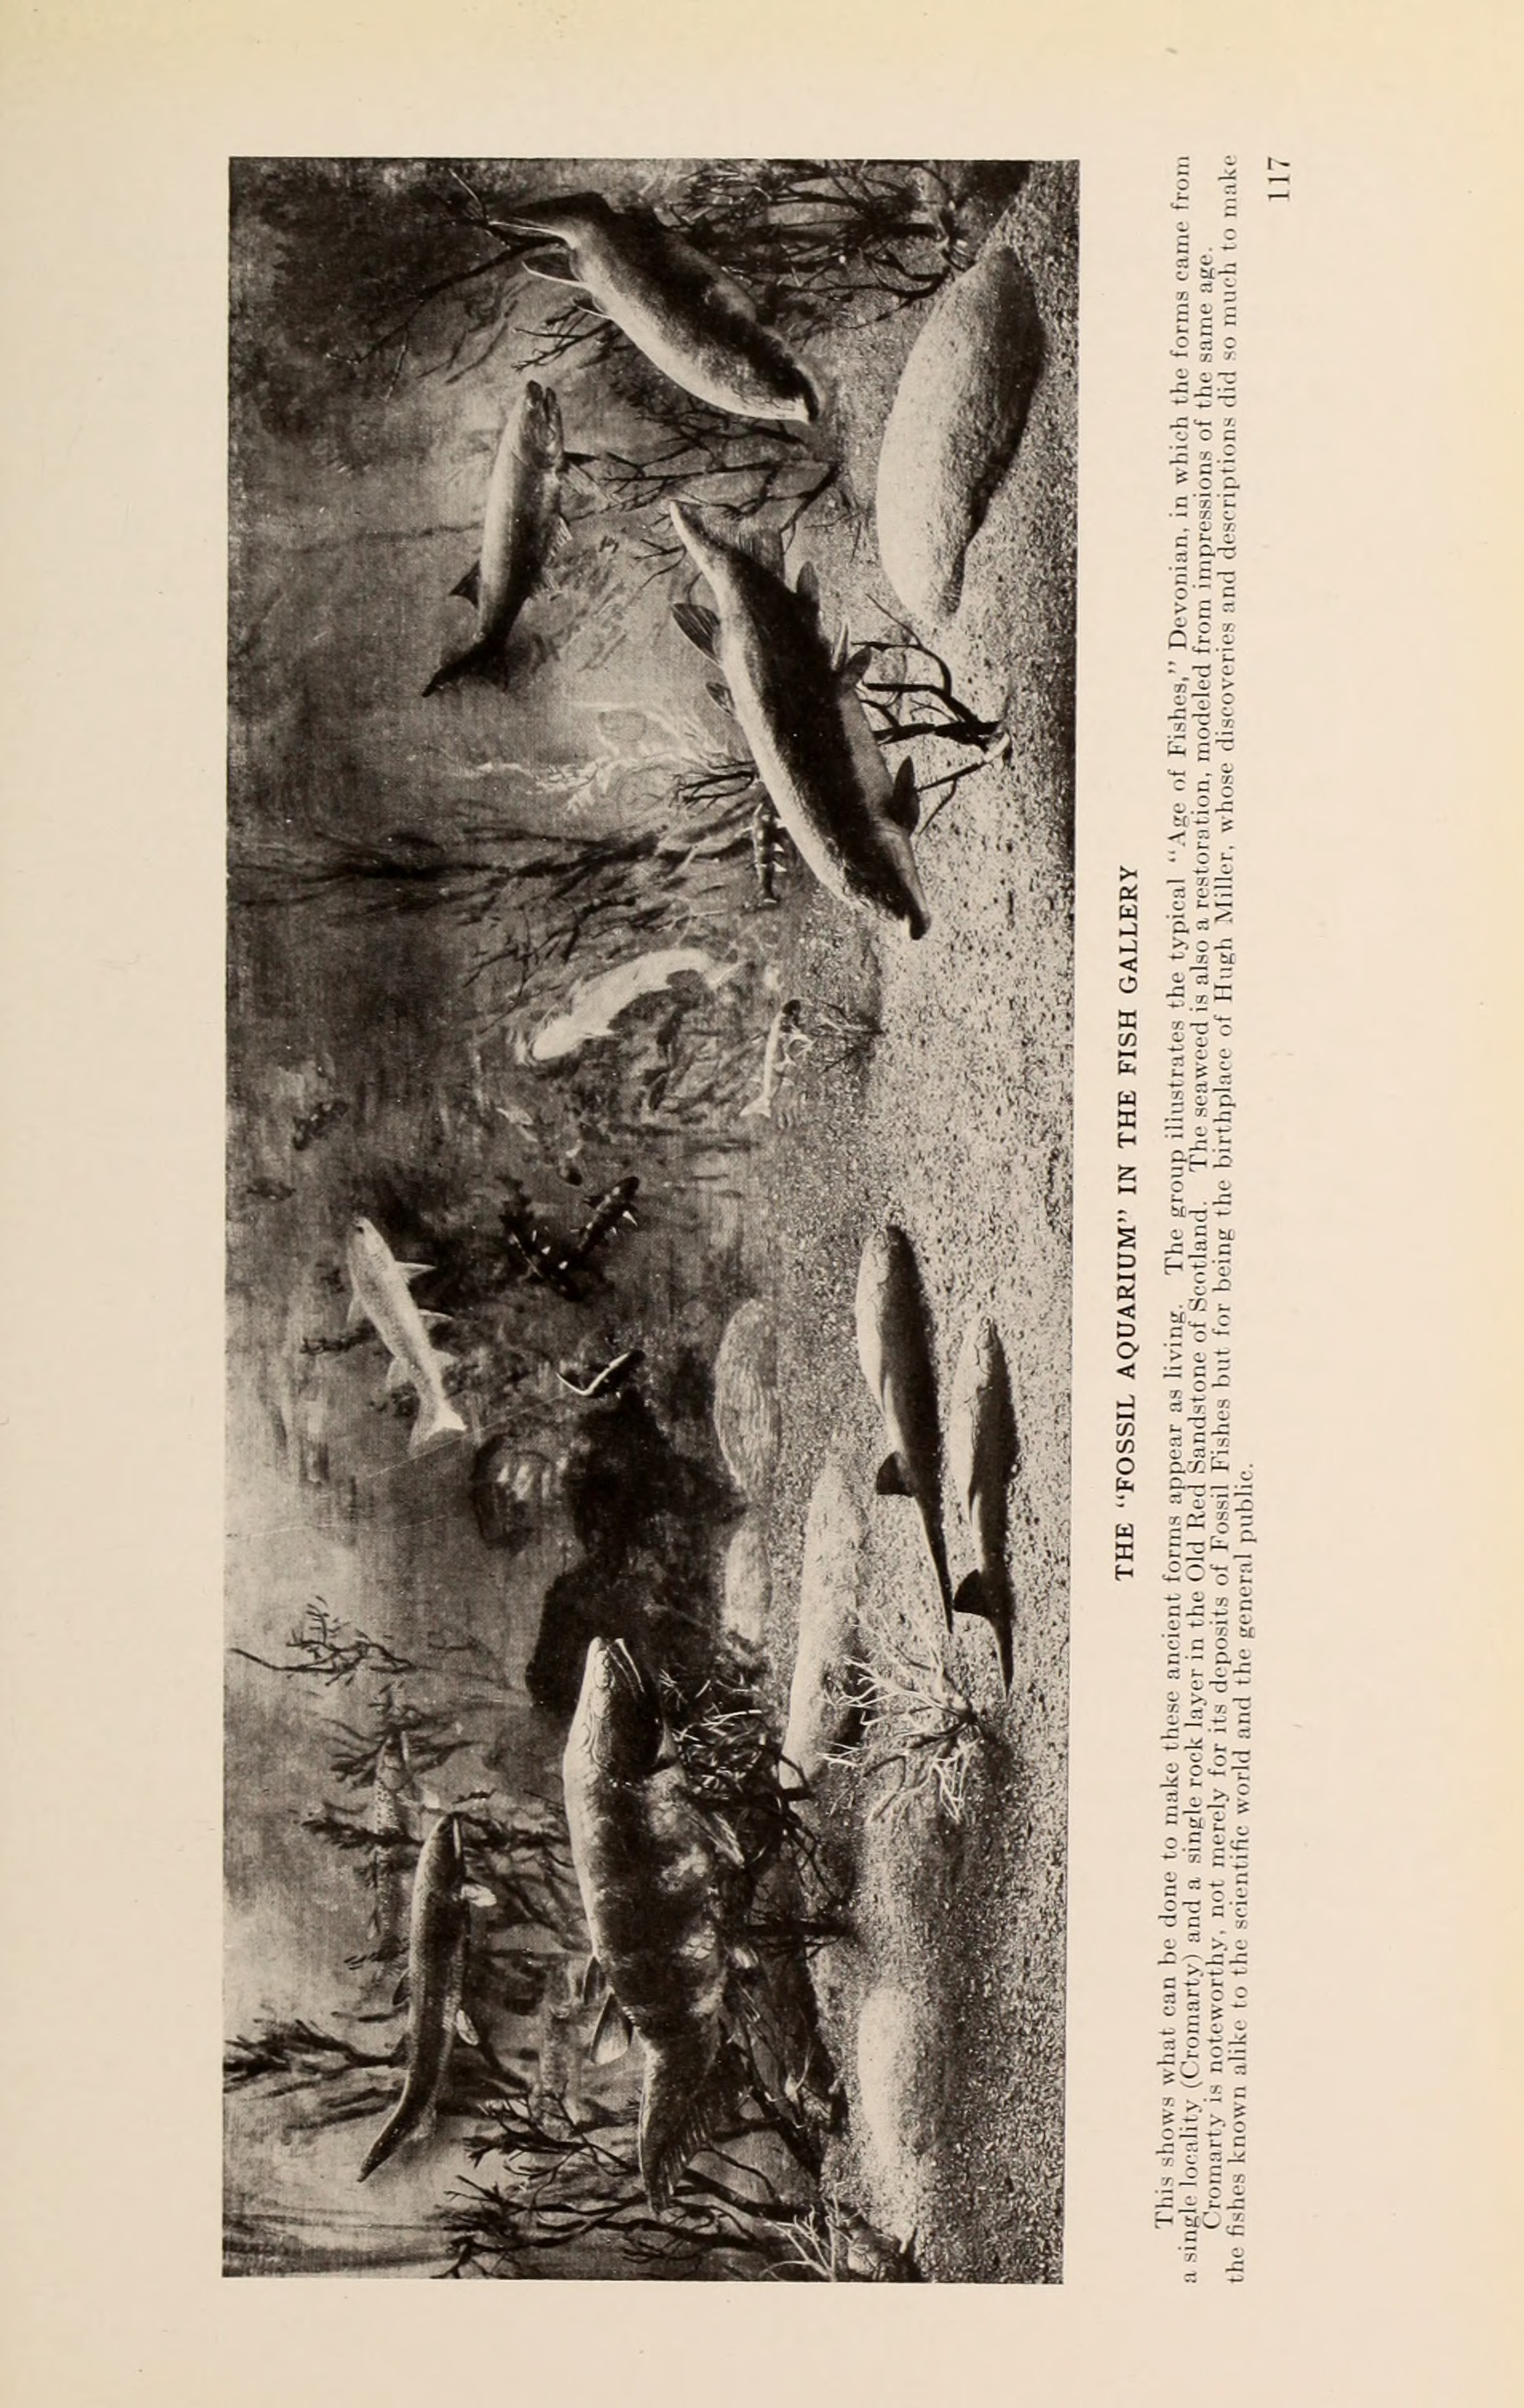 THE "FOSSIL AQUARIUM" IN THE FISH GALLERY
This shows what can be done to make these ancient forms appear as living. The group illustrates the typical "Age of Fishes," Devonian, in which the forms came from
a single locality (Cromarty) and a single rock layer in the Old Red Sandstone of Scotland. The seaweed is also a restoration, modeled from impressions of the same age.
Cromarty is noteworthy, not merely for its deposits of Fossil Fishes but for being the birthplace of Hugh Miller, whose discoveries and descriptions did so much to make
the fishes known alike to the scientific world and the general public.
117